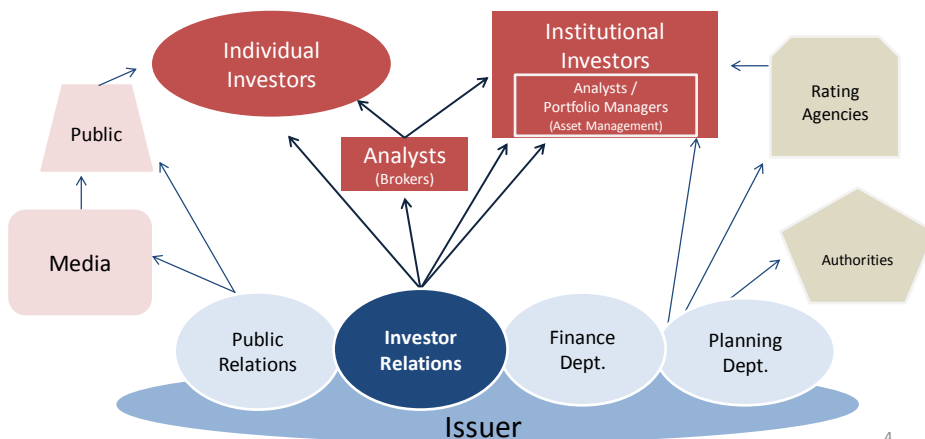 Individual
Investors
Institutional
Investors
Analysts /
Portfolio Managers
(Asset Management)
Rating
Agencies
Public
Analysts
(Brokers)
Media
Authorities
Public
Relations
Investor
Relations
Finance
Dept.
Planning
Dept.
Issuer
4